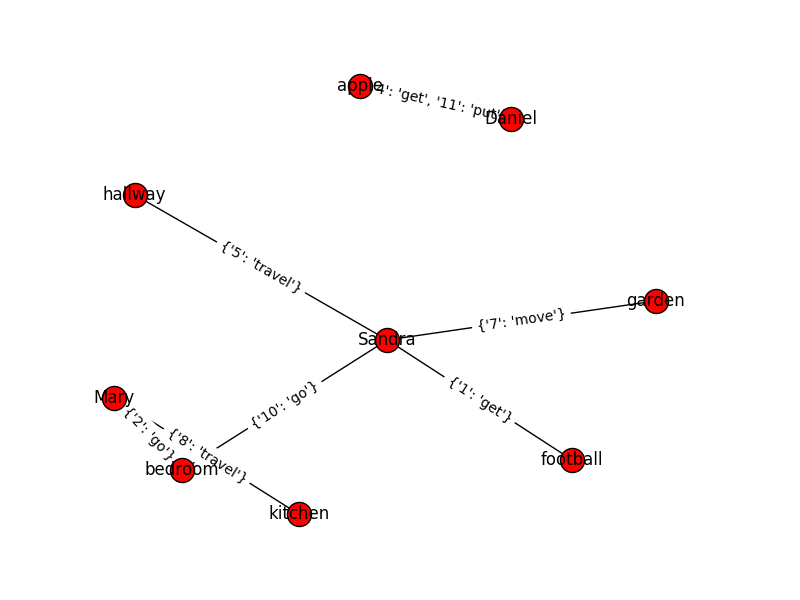 apple
4': 'get', '11': 'put'
Daniel
hallway
{'5': 'travel'}
garden
{'7': 'move'}
Sandra
{'10': 'go'}
{'1': 'get'}
Mary
{'2': 'go'}
{'8': 'travel'}
bedroom
football
kitchen